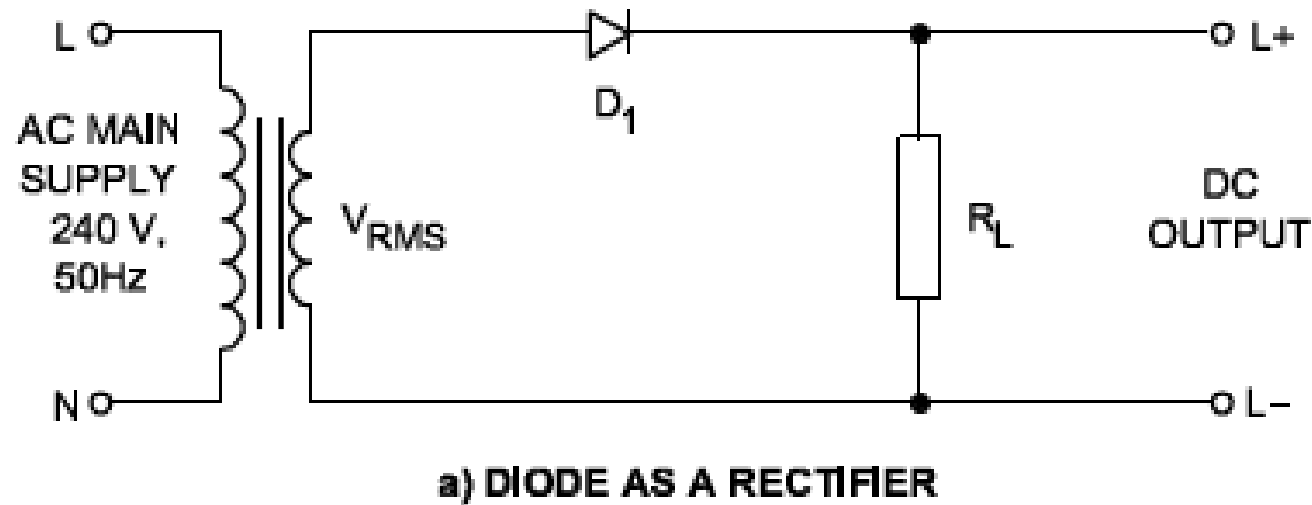 L
L+
D1
AC MAIN
SUPPLY
240 V,
50Hz
VRMS
RL
DC
OUTPUT
N
L–
a) DIODE AS A RECTIFIER